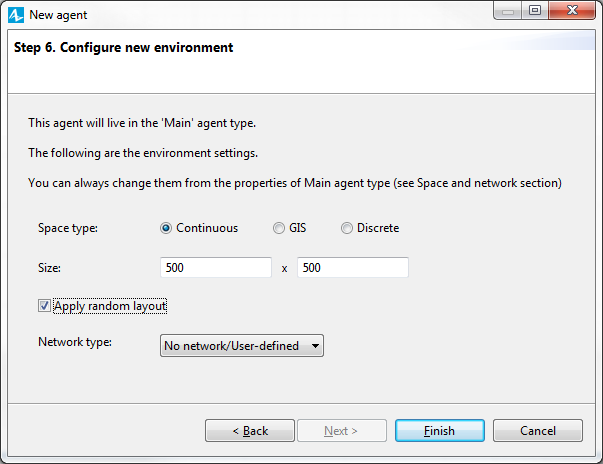 New agent
Step 6. Configure new environment
This agent will live in the 'Main' agent type.
The following are the environment settings.
You can always change them from the properties of Main agent type (see Space and network section)
Space type: Continuous GIS Discrete
Size: 500 x 500
Apply random layout
Network type: No network/User-defined
< Back Next > Finish Cancel